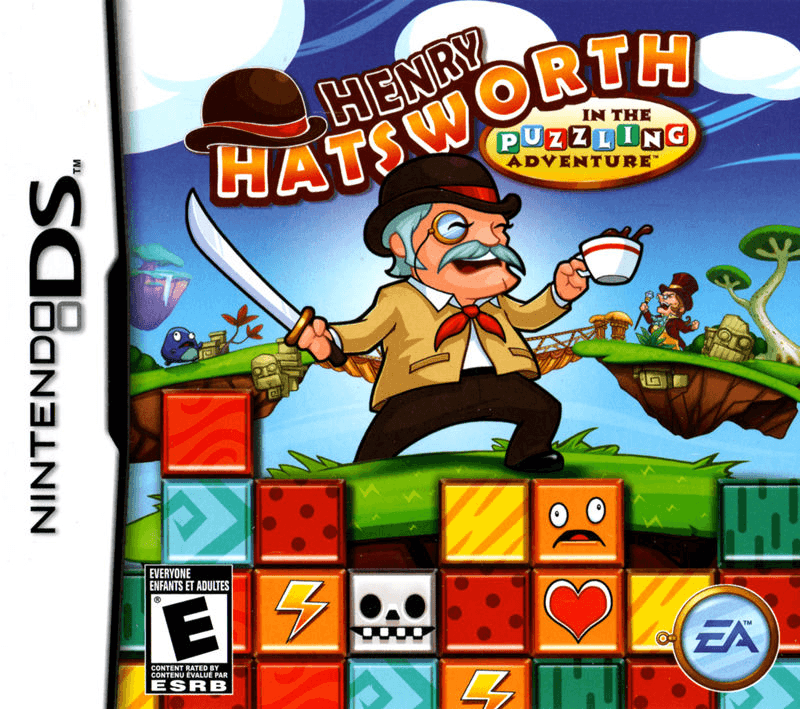 HENRY
HATSWORTH
IN THE
PUZZLING
ADVENTURE™
NINTENDO DS™
EVERYONE
ENFANTS ET ADULTES
E®
CONTENT RATED BY
CONTENU ÉVALUÉ PAR
ESRB
EA™